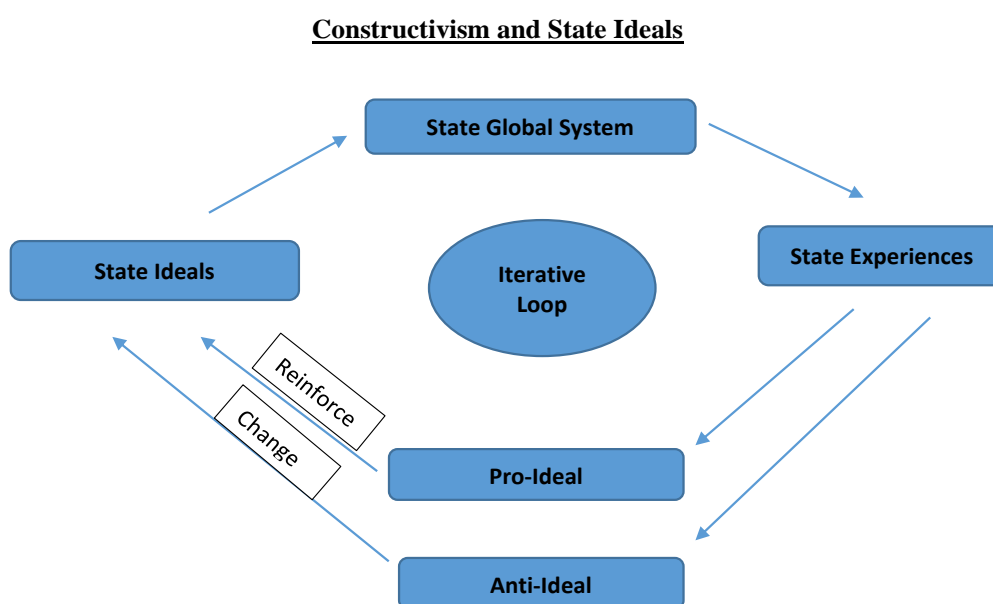 Constructivism and State Ideals
State Global System
State Ideals
State Experiences
Iterative
Loop
Reinforce
Change
Pro-Ideal
Anti-Ideal